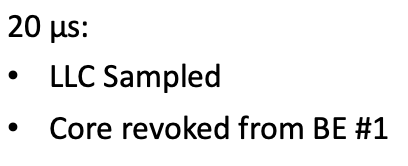 20 μs:
• LLC Sampled
• Core revoked from BE #1